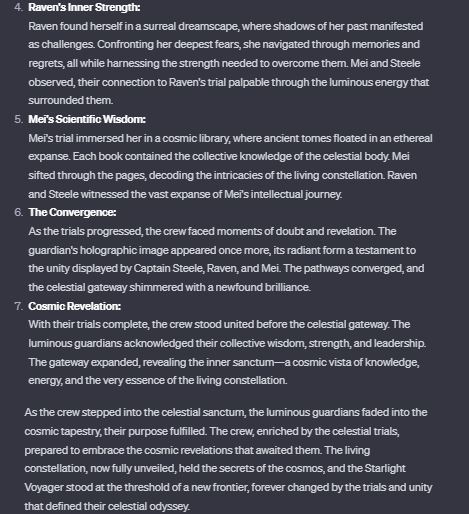 4. Raven's Inner Strength:
Raven found herself in a surreal dreamscape, where shadows of her past manifested
as challenges. Confronting her deepest fears, she navigated through memories and
regrets, all while harnessing the strength needed to overcome them. Mei and Steele
observed, their connection to Raven's trial palpable through the luminous energy that
surrounded them.
5. Mei's Scientific Wisdom:
Mei's trial immersed her in a cosmic library, where ancient tomes floated in an ethereal
expanse. Each book contained the collective knowledge of the celestial body. Mei
sifted through the pages, decoding the intricacies of the living constellation. Raven
and Steele witnessed the vast expanse of Mei's intellectual journey.
6. The Convergence:
As the trials progressed, the crew faced moments of doubt and revelation. The
guardian's holographic image appeared once more, its radiant form a testament to
the unity displayed by Captain Steele, Raven, and Mei. The pathways converged, and
the celestial gateway shimmered with a newfound brilliance.
7. Cosmic Revelation:
With their trials complete, the crew stood united before the celestial gateway. The
luminous guardians acknowledged their collective wisdom, strength, and leadership.
The gateway expanded, revealing the inner sanctum—a cosmic vista of knowledge,
energy, and the very essence of the living constellation.
As the crew stepped into the celestial sanctum, the luminous guardians faded into the
cosmic tapestry, their purpose fulfilled. The crew, enriched by the celestial trials,
prepared to embrace the cosmic revelations that awaited them. The living
constellation, now fully unveiled, held the secrets of the cosmos, and the Starlight
Voyager stood at the threshold of a new frontier, forever changed by the trials and unity
that defined their celestial odyssey.